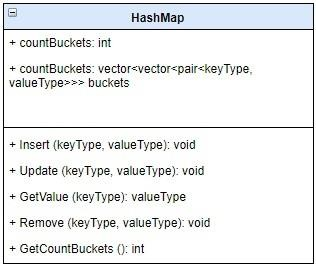 HashMap
+ countBuckets: int
+ countBuckets: vector<vector<pair<keyType,
valueType>>> buckets
+ Insert (keyType, valueType): void
+ Update (keyType, valueType): void
+ GetValue (keyType): valueType
+ Remove (keyType, valueType): void
+ GetCountBuckets (): int